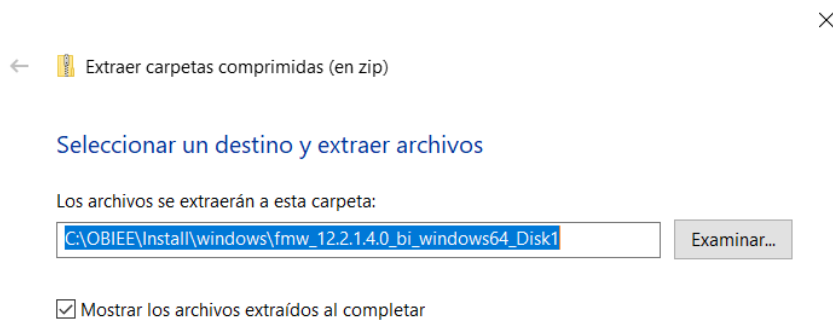 Extraer carpetas comprimidas (en zip)
Seleccionar un destino y extraer archivos
Los archivos se extraerán a esta carpeta:
C:\OBIEE\Install\windows\fmw_12.2.1.4.0_bi_windows64_Disk1
Examinar...
Mostrar los archivos extraídos al completar